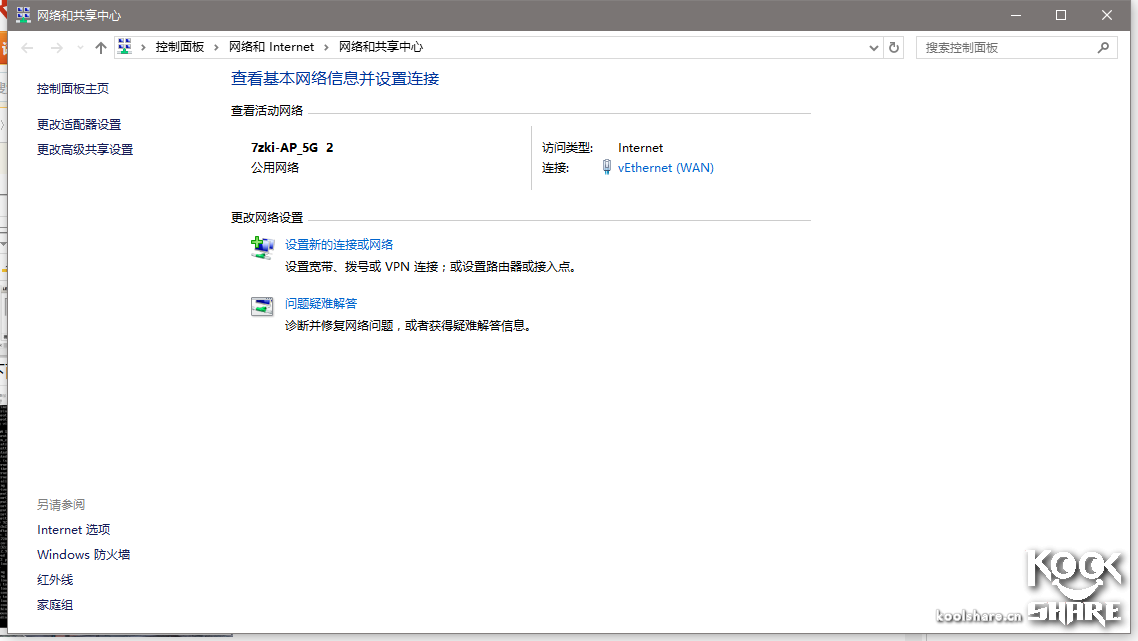 网络和共享中心
控制面板 › 网络和 Internet › 网络和共享中心
搜索控制面板
控制面板主页
更改适配器设置
更改高级共享设置
查看基本网络信息并设置连接
查看活动网络
7zki-AP_5G 2
公用网络
访问类型: Internet
连接: vEthernet (WAN)
更改网络设置
设置新的连接或网络
设置宽带、拨号或 VPN 连接；或设置路由器或接入点。
问题疑难解答
诊断并修复网络问题，或者获得疑难解答信息。
另请参阅
Internet 选项
Windows 防火墙
红外线
家庭组
koolshare.cn
KOOL
SHARE